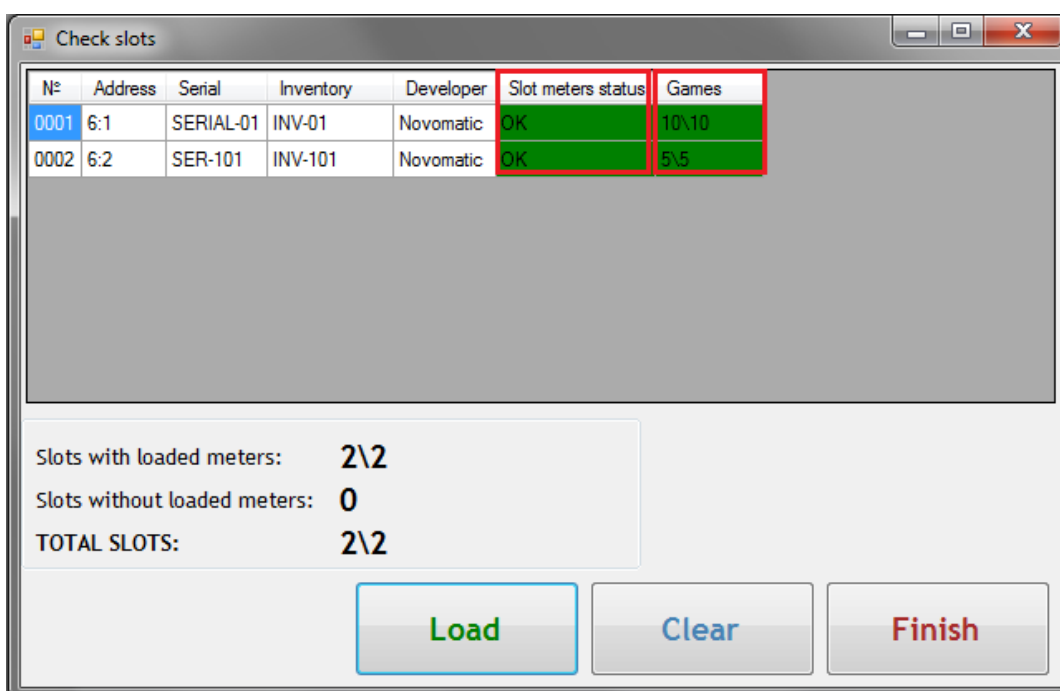 Check slots
Nº Address Serial Inventory Developer Slot meters status Games
0001 6:1 SERIAL-01 INV-01 Novomatic OK 10\10
0002 6:2 SER-101 INV-101 Novomatic OK 5\5
Slots with loaded meters: 2\2
Slots without loaded meters: 0
TOTAL SLOTS: 2\2
Load Clear Finish